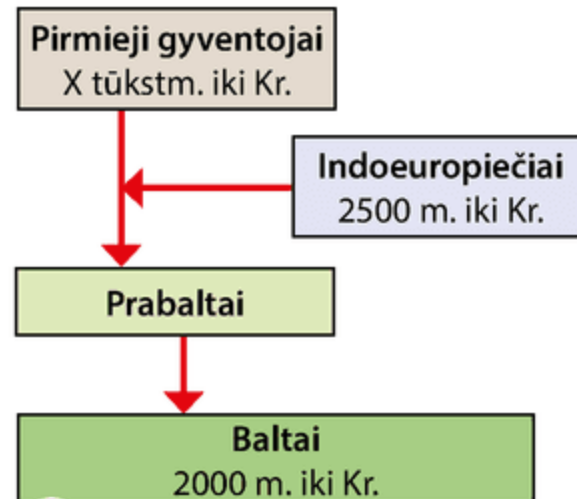 Pirmieji gyventojai
X tūkstm. iki Kr.
Indoeuropiečiai
2500 m. iki Kr.
Prabaltai
Baltai
2000 m. iki Kr.